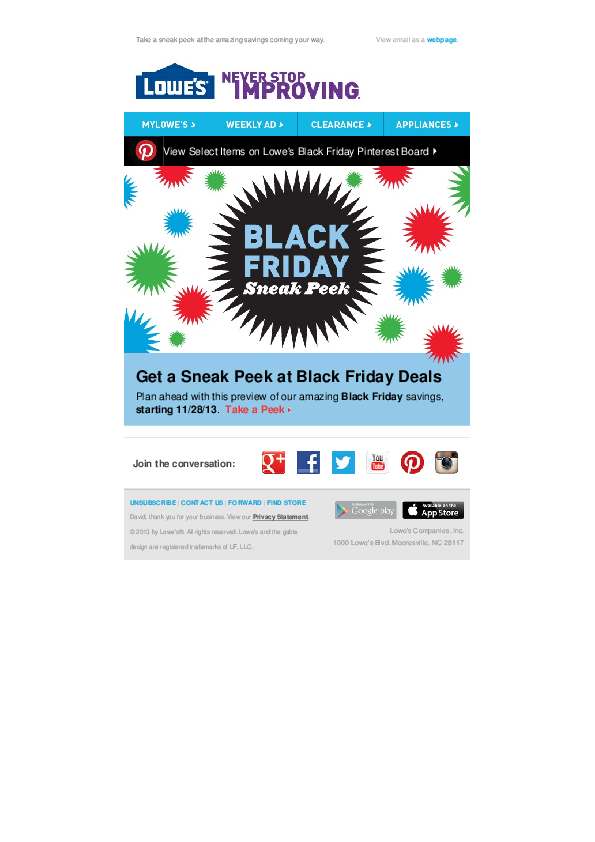 Take a sneak peek at the amazing savings coming your way.
View email as a webpage.
LOWE'S
NEVER STOP
IMPROVING.
MYLOWE'S
WEEKLY AD
CLEARANCE
APPLIANCES
View Select Items on Lowe's Black Friday Pinterest Board
BLACK
FRIDAY
Sneak Peek
Get a Sneak Peek at Black Friday Deals
Plan ahead with this preview of our amazing Black Friday savings,
starting 11/28/13. Take a Peek
Join the conversation:
g+
f
You
Tube
UNSUBSCRIBE | CONTACT US | FORWARD | FIND STORE
David, thank you for your business. View our Privacy Statement.
© 2013 by Lowe's®. All rights reserved. Lowe's and the gable
design are registered trademarks of LF, LLC.
Google play
AVAILABLE ON THE
App Store
Lowe's Companies, Inc.
1000 Lowe's Blvd. Mooresville, NC 28117